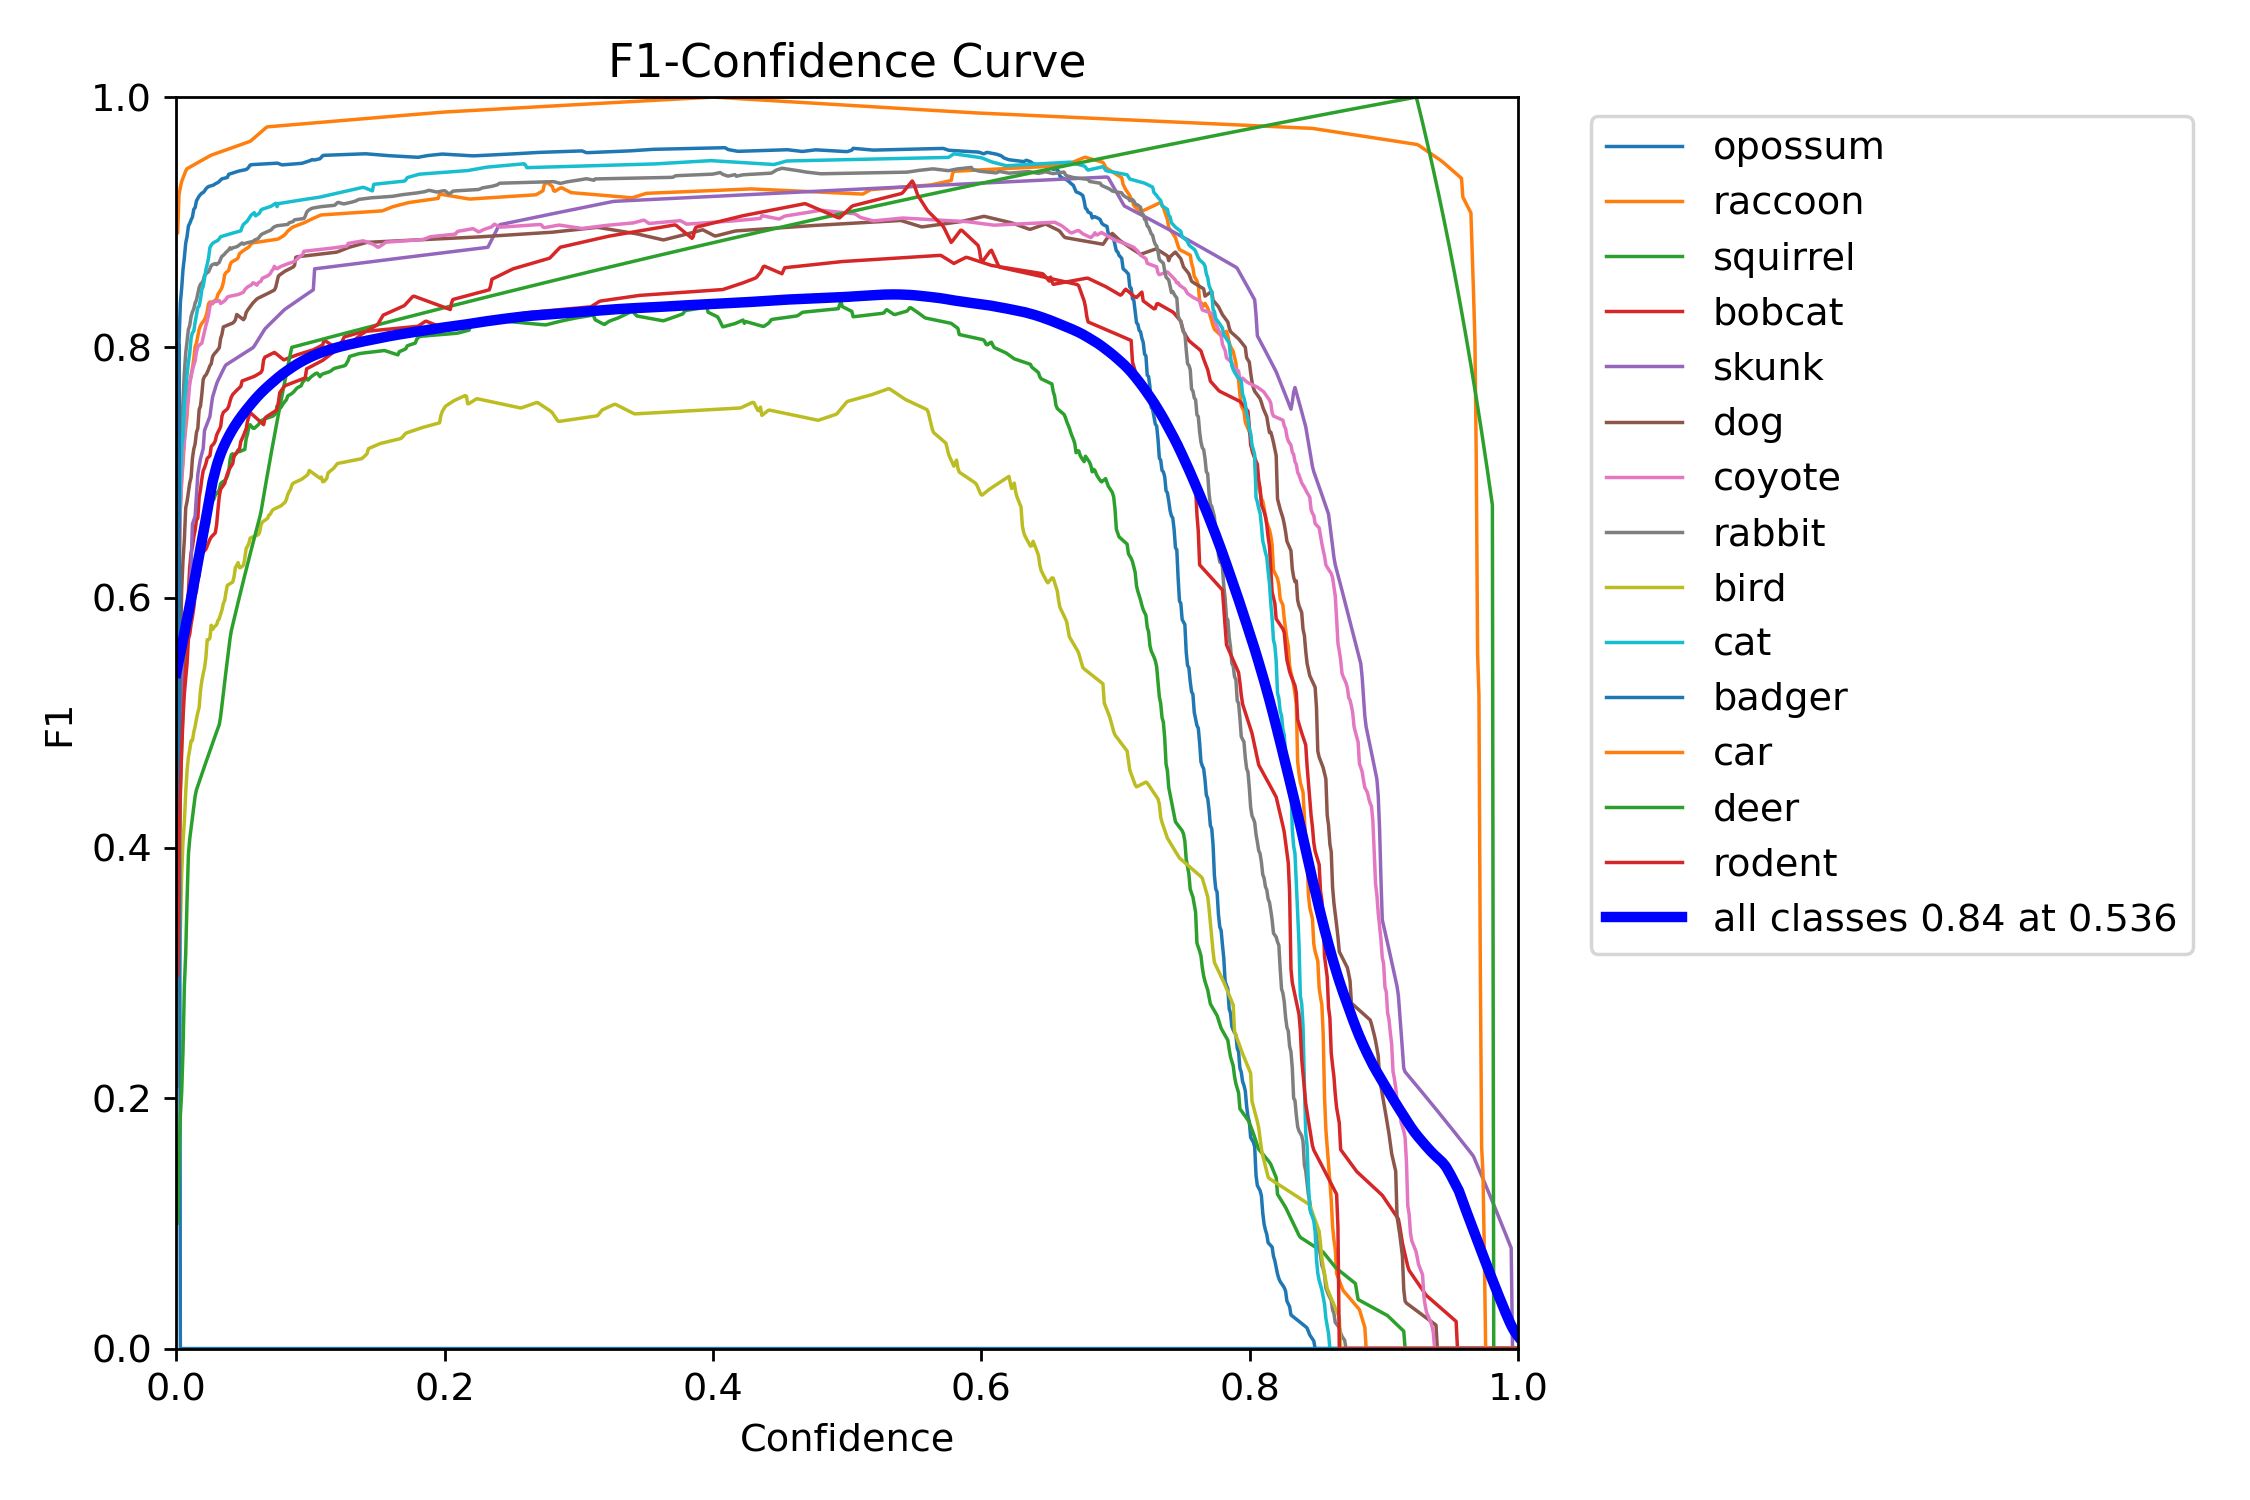 F1-Confidence Curve
1.0
0.8
0.6
0.4
0.2
0.0
F1
0.0 0.2 0.4 0.6 0.8 1.0
Confidence
opossum
raccoon
squirrel
bobcat
skunk
dog
coyote
rabbit
bird
cat
badger
car
deer
rodent
all classes 0.84 at 0.536